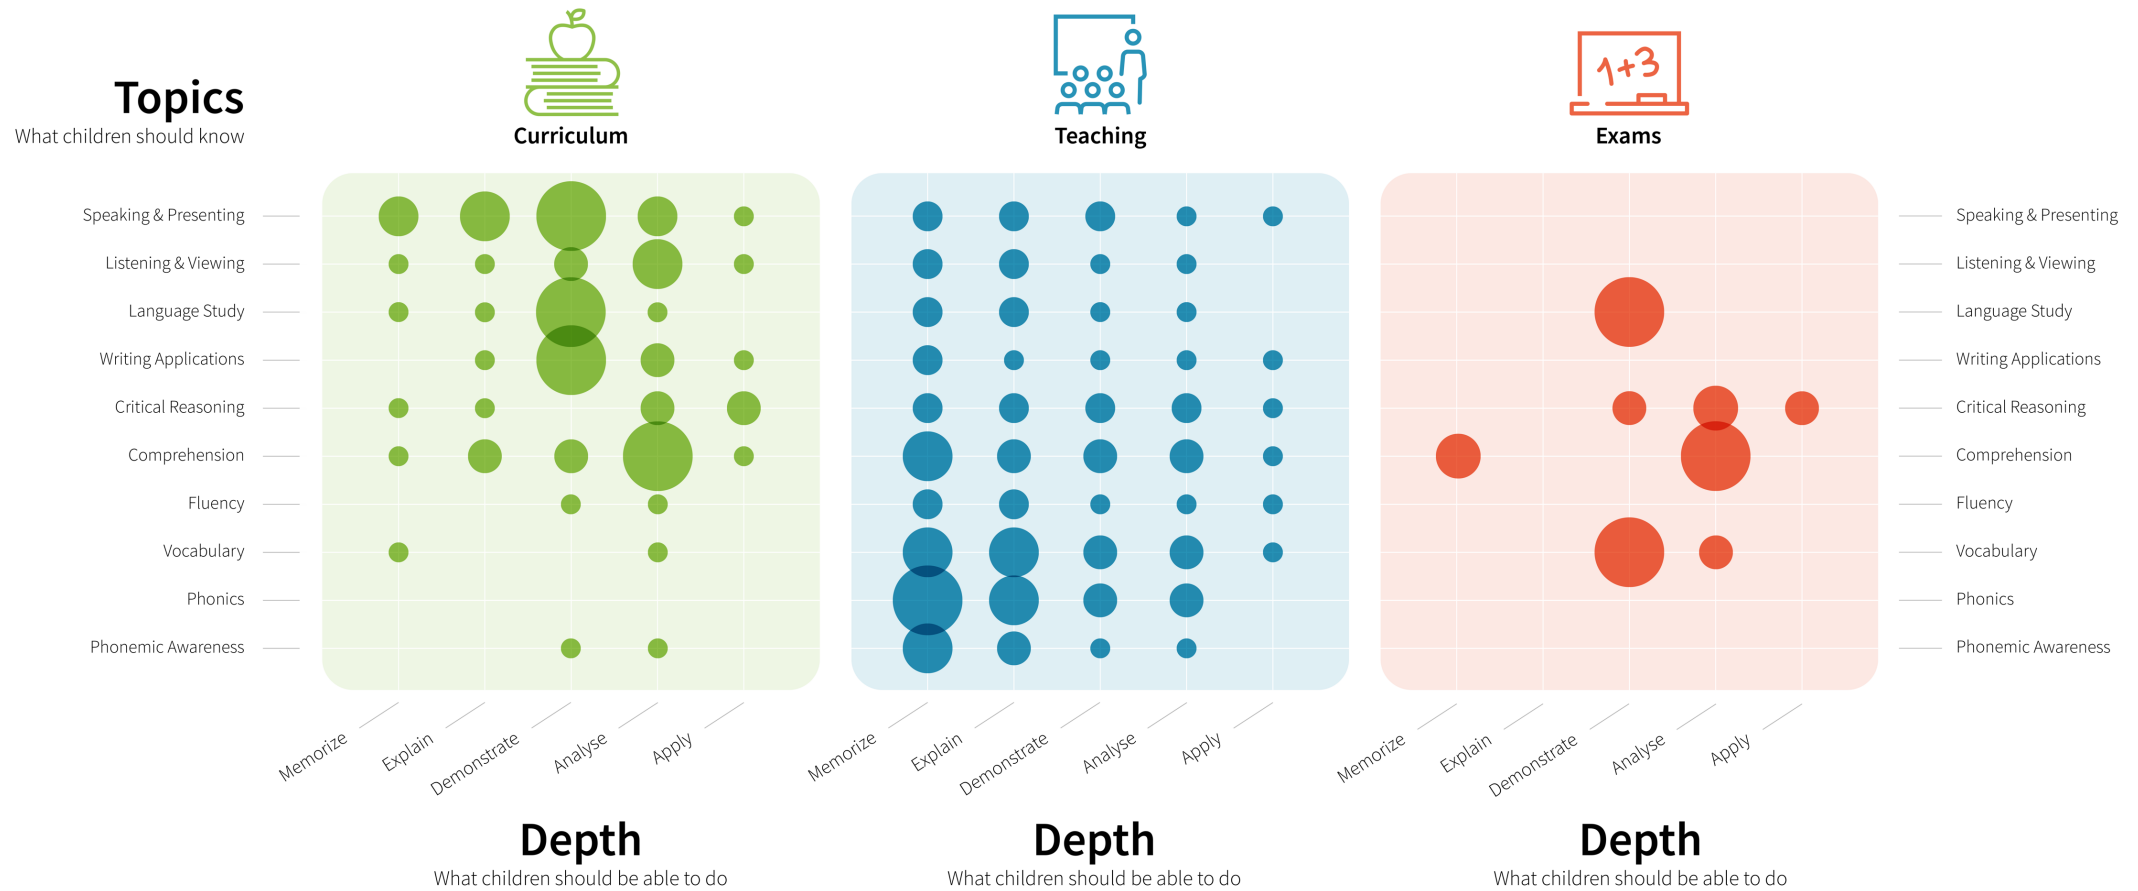 Topics
What children should know
Curriculum
Teaching
1+3
Exams
Speaking & Presenting
Listening & Viewing
Language Study
Writing Applications
Critical Reasoning
Comprehension
Fluency
Vocabulary
Phonics
Phonemic Awareness
Speaking & Presenting
Listening & Viewing
Language Study
Writing Applications
Critical Reasoning
Comprehension
Fluency
Vocabulary
Phonics
Phonemic Awareness
Memorize
Explain
Demonstrate
Analyse
Apply
Memorize
Explain
Demonstrate
Analyse
Apply
Memorize
Explain
Demonstrate
Analyse
Apply
Depth
What children should be able to do
Depth
What children should be able to do
Depth
What children should be able to do